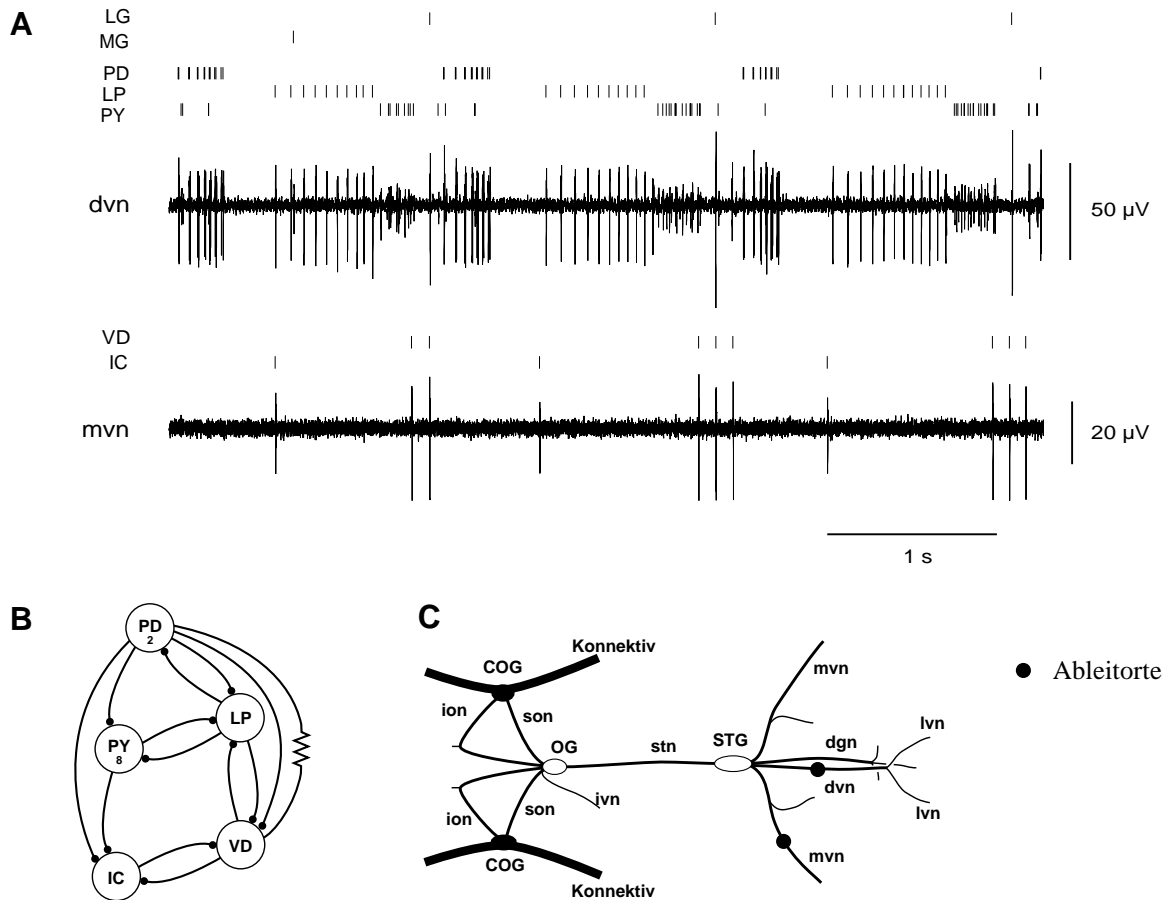 A
LG
MG
PD
LP
PY
dvn
50 µV
VD
IC
mvn
20 µV
1 s
B
PD
2
LP
PY
8
VD
IC
C
Konnektiv
COG
ion
son
OG
stn
STG
mvn
dgn
lvn
dvn
ivn
lvn
ion
son
COG
mvn
Konnektiv
Ableitorte